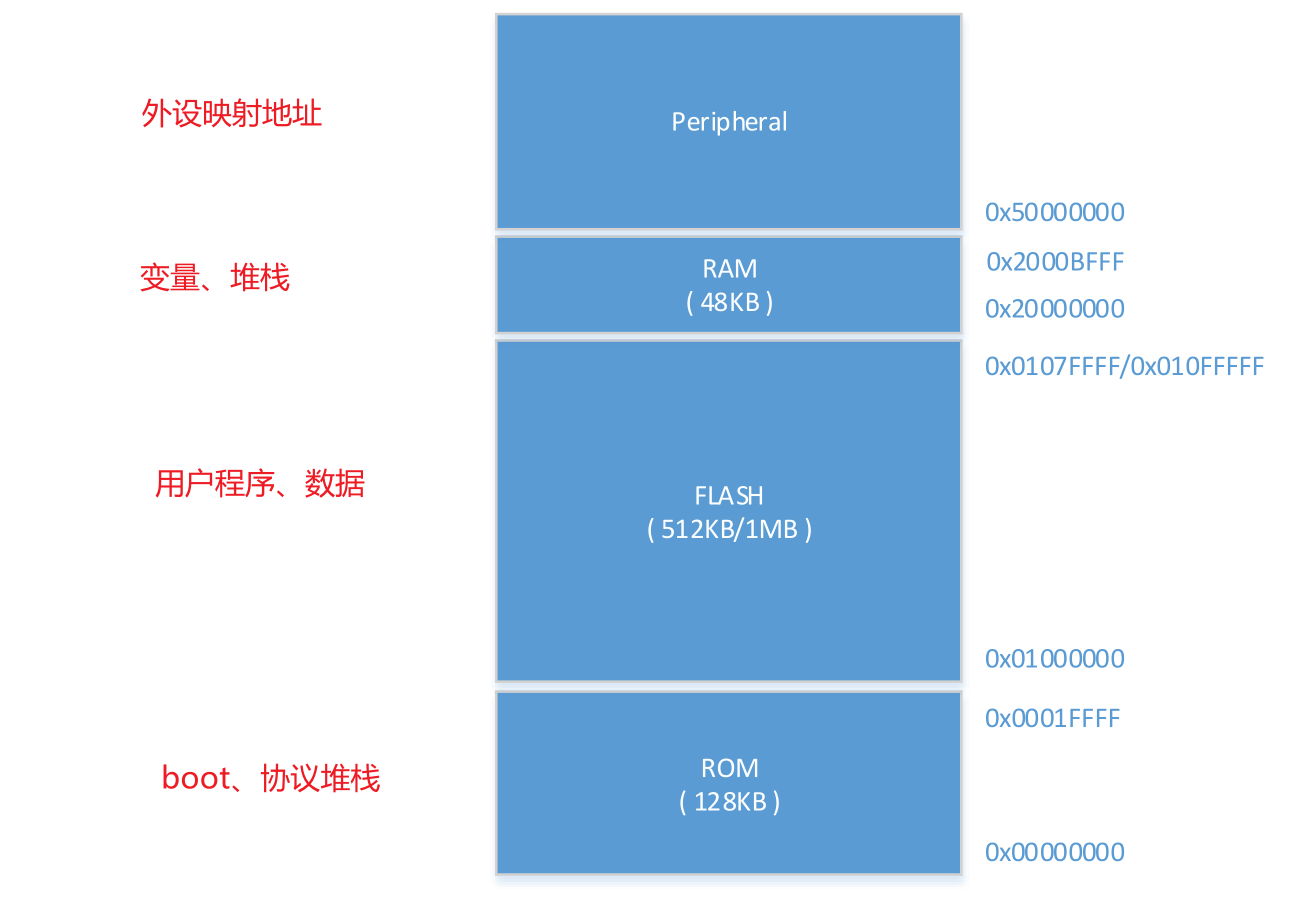 外设映射地址
Peripheral
0x50000000
变量、堆栈
RAM
( 48KB )
0x2000BFFF
0x20000000
0x0107FFFF/0x010FFFFF
用户程序、数据
FLASH
( 512KB/1MB )
0x01000000
0x0001FFFF
boot、协议堆栈
ROM
( 128KB )
0x00000000